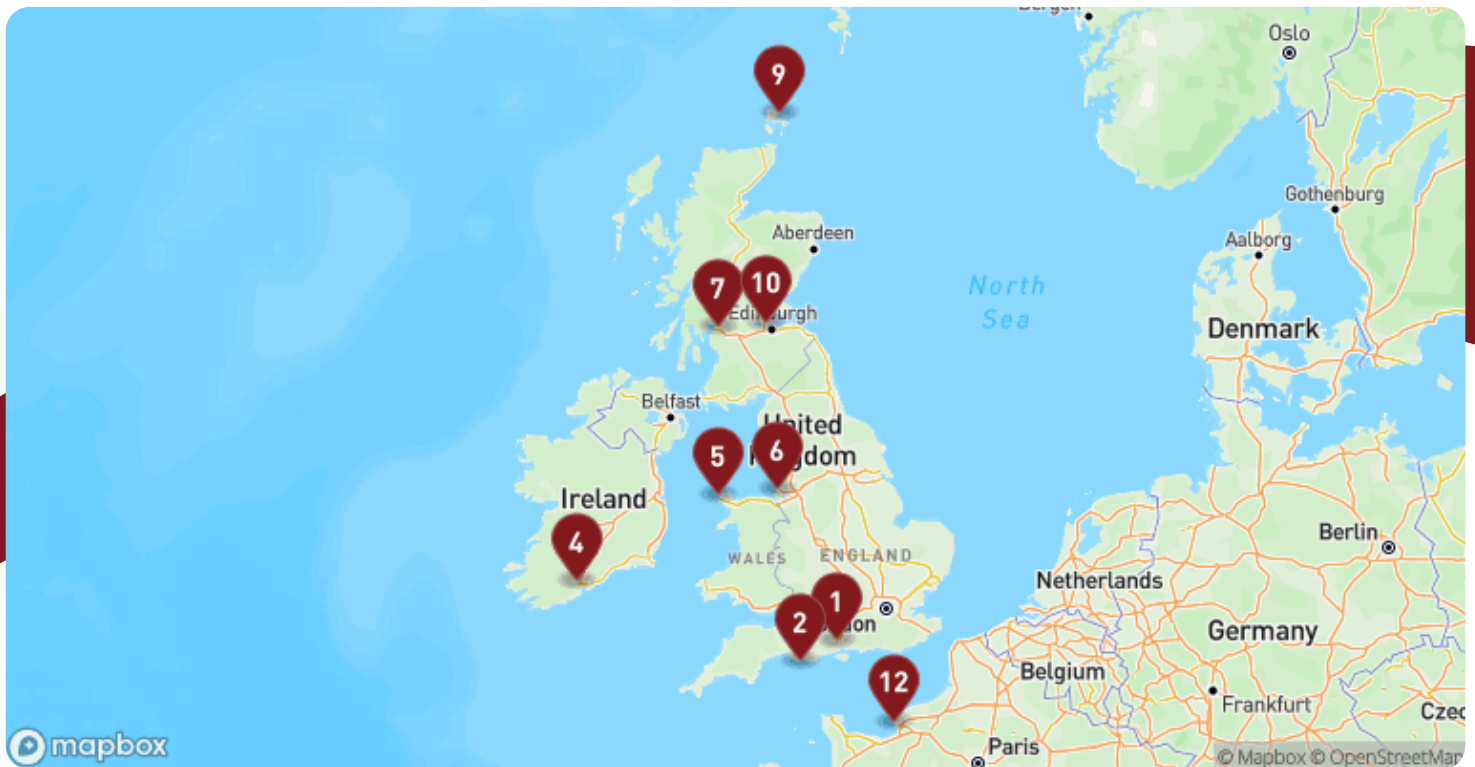 Bergen
Oslo
9
Gothenburg
Aberdeen
Aalborg
7
10
North
Sea
Edinburgh
Denmark
Belfast
United
Kingdom
5
6
Ireland
4
Berlin
WALES
ENGLAND
Netherlands
1
2
London
Germany
12
Belgium
Frankfurt
Czec
mapbox
Paris
© Mapbox © OpenStreetMap